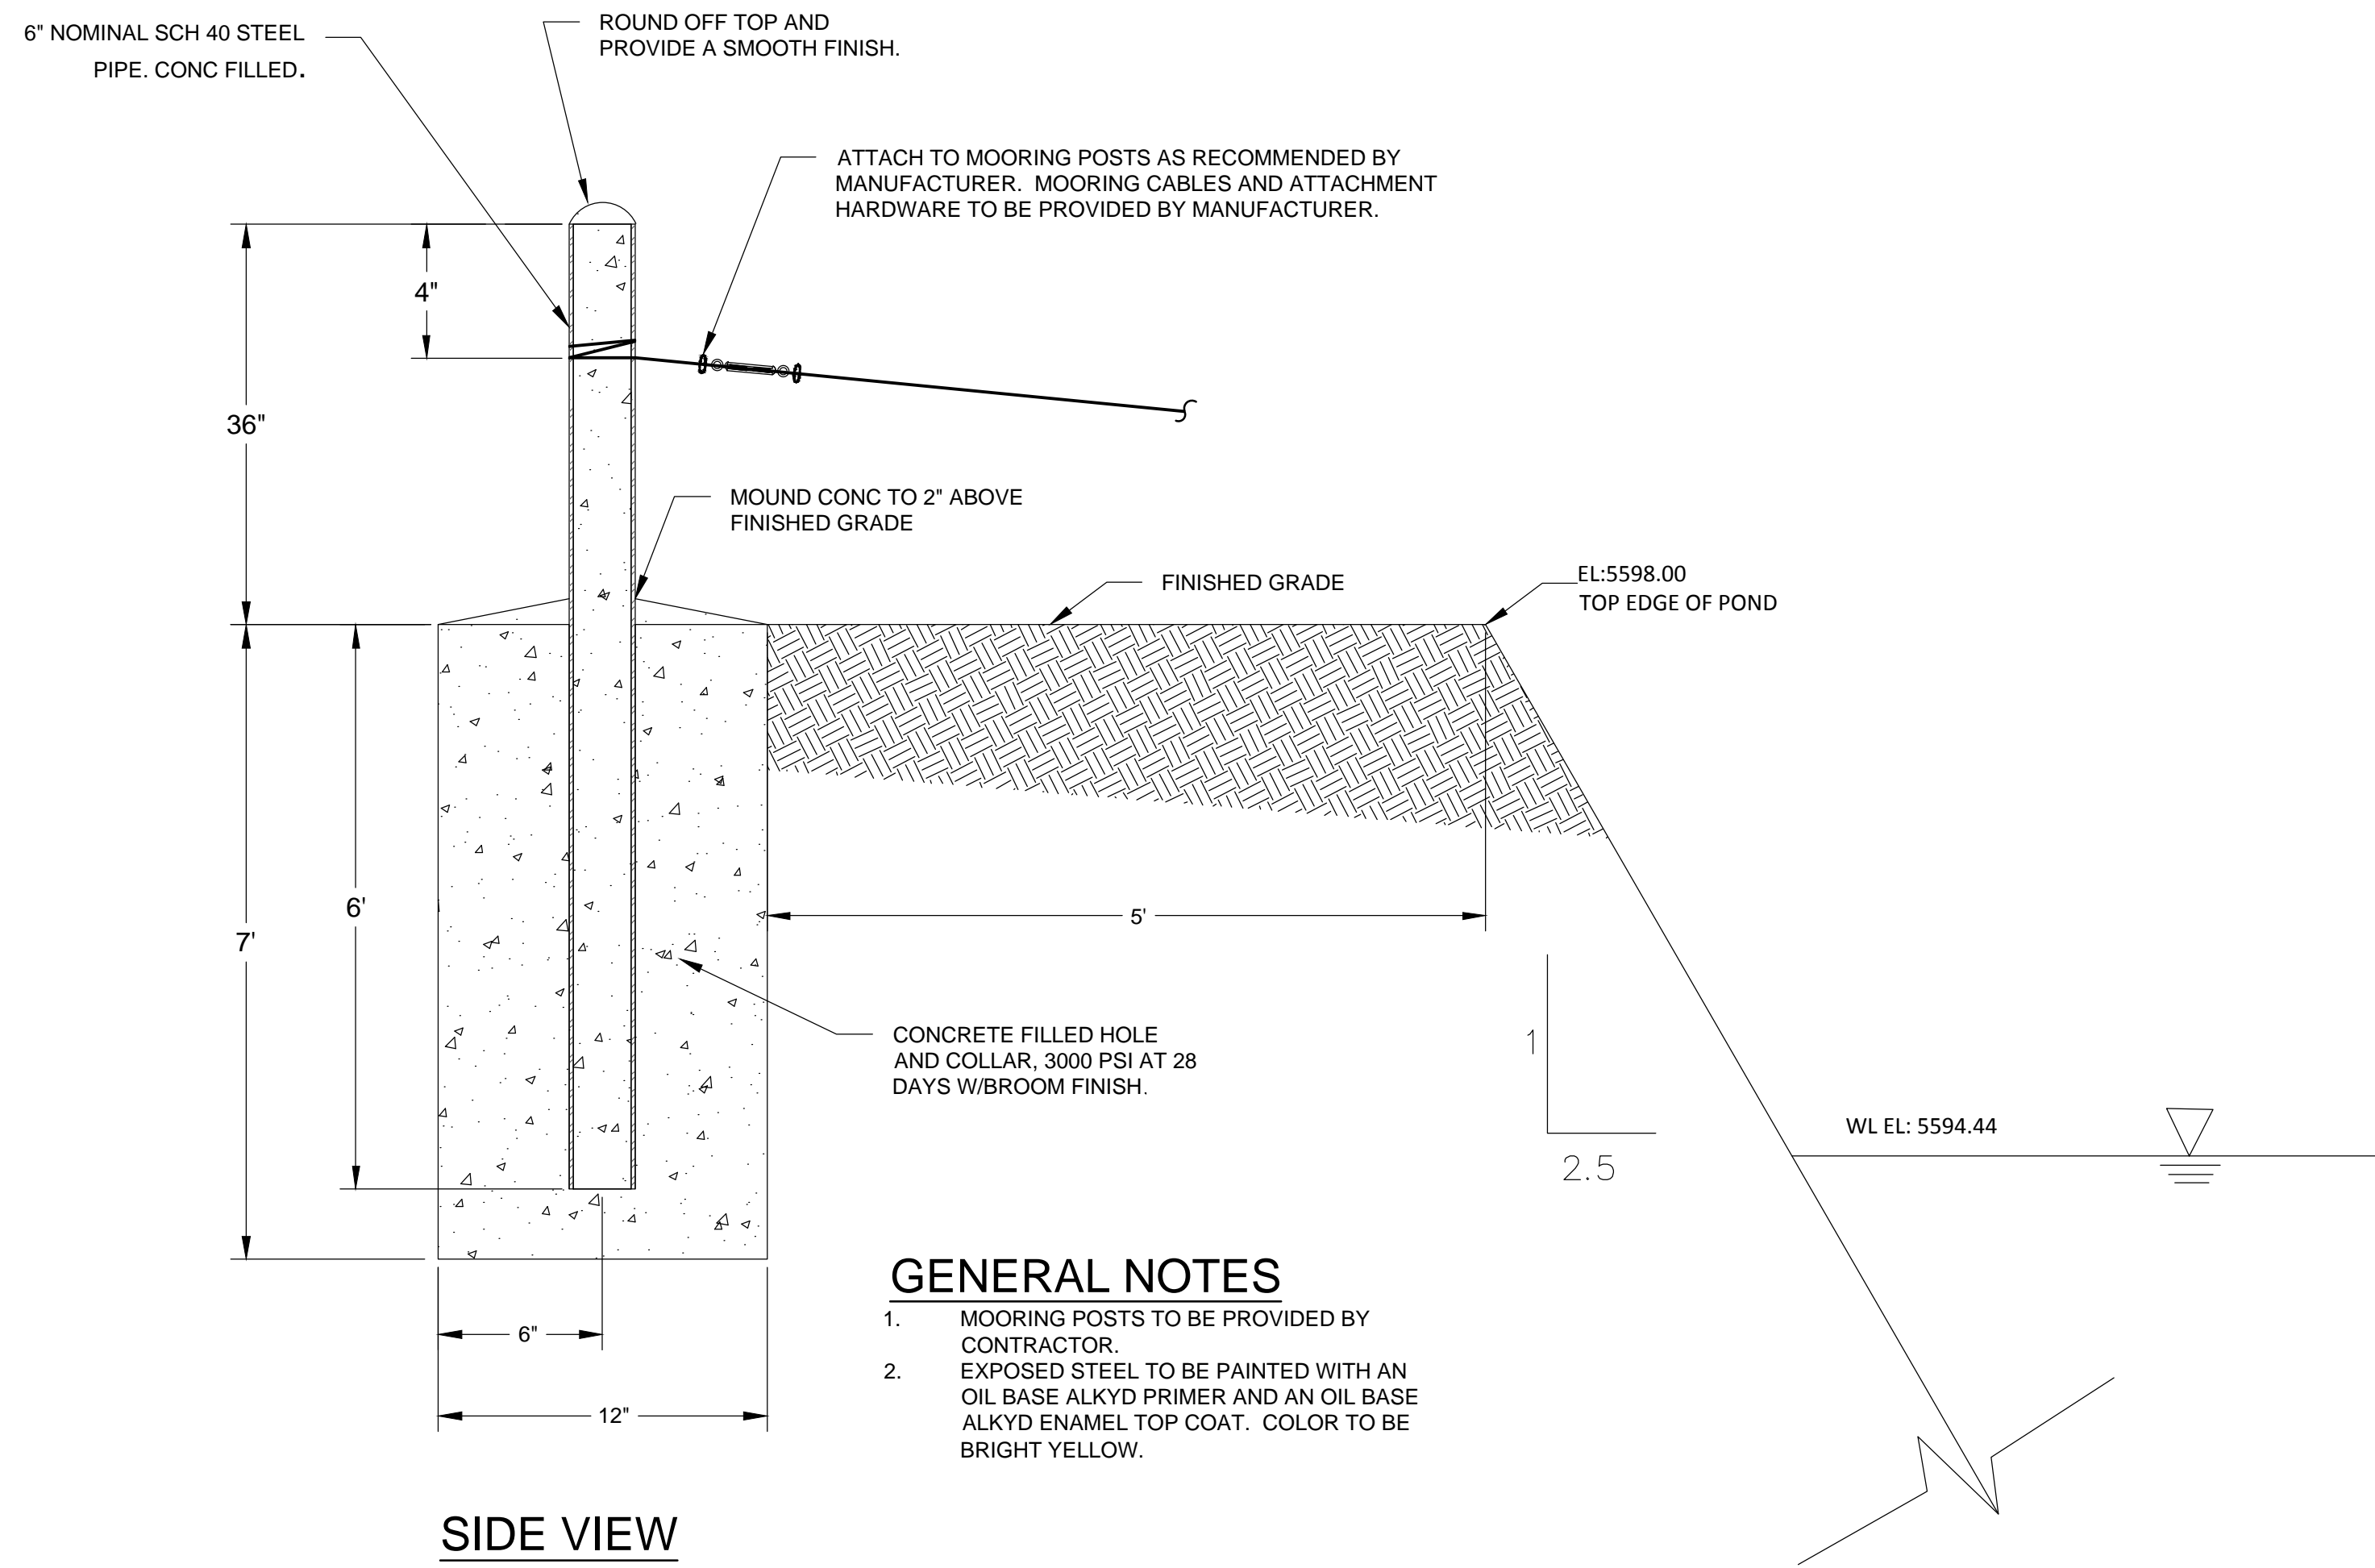 6" NOMINAL SCH 40 STEEL
PIPE. CONC FILLED.
ROUND OFF TOP AND
PROVIDE A SMOOTH FINISH.
ATTACH TO MOORING POSTS AS RECOMMENDED BY
MANUFACTURER. MOORING CABLES AND ATTACHMENT
HARDWARE TO BE PROVIDED BY MANUFACTURER.
4"
36"
MOUND CONC TO 2" ABOVE
FINISHED GRADE
FINISHED GRADE
EL:5598.00
TOP EDGE OF POND
6'
7'
5'
CONCRETE FILLED HOLE
AND COLLAR, 3000 PSI AT 28
DAYS W/BROOM FINISH.
1
2.5
WL EL: 5594.44
6"
12"
GENERAL NOTES
1. MOORING POSTS TO BE PROVIDED BY
CONTRACTOR.
2. EXPOSED STEEL TO BE PAINTED WITH AN
OIL BASE ALKYD PRIMER AND AN OIL BASE
ALKYD ENAMEL TOP COAT. COLOR TO BE
BRIGHT YELLOW.
SIDE VIEW